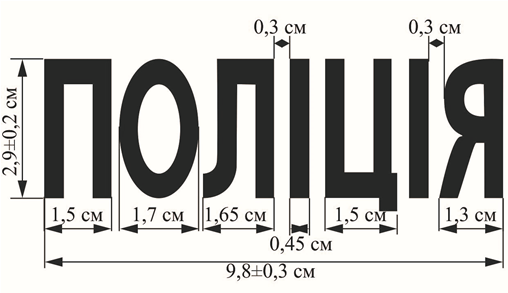 0,3 см 0,3 см
ПОЛІЦІЯ
2,9±0,2 см
1,5 см 1,7 см 1,65 см 1,5 см 1,3 см
0,45 см
9,8±0,3 см